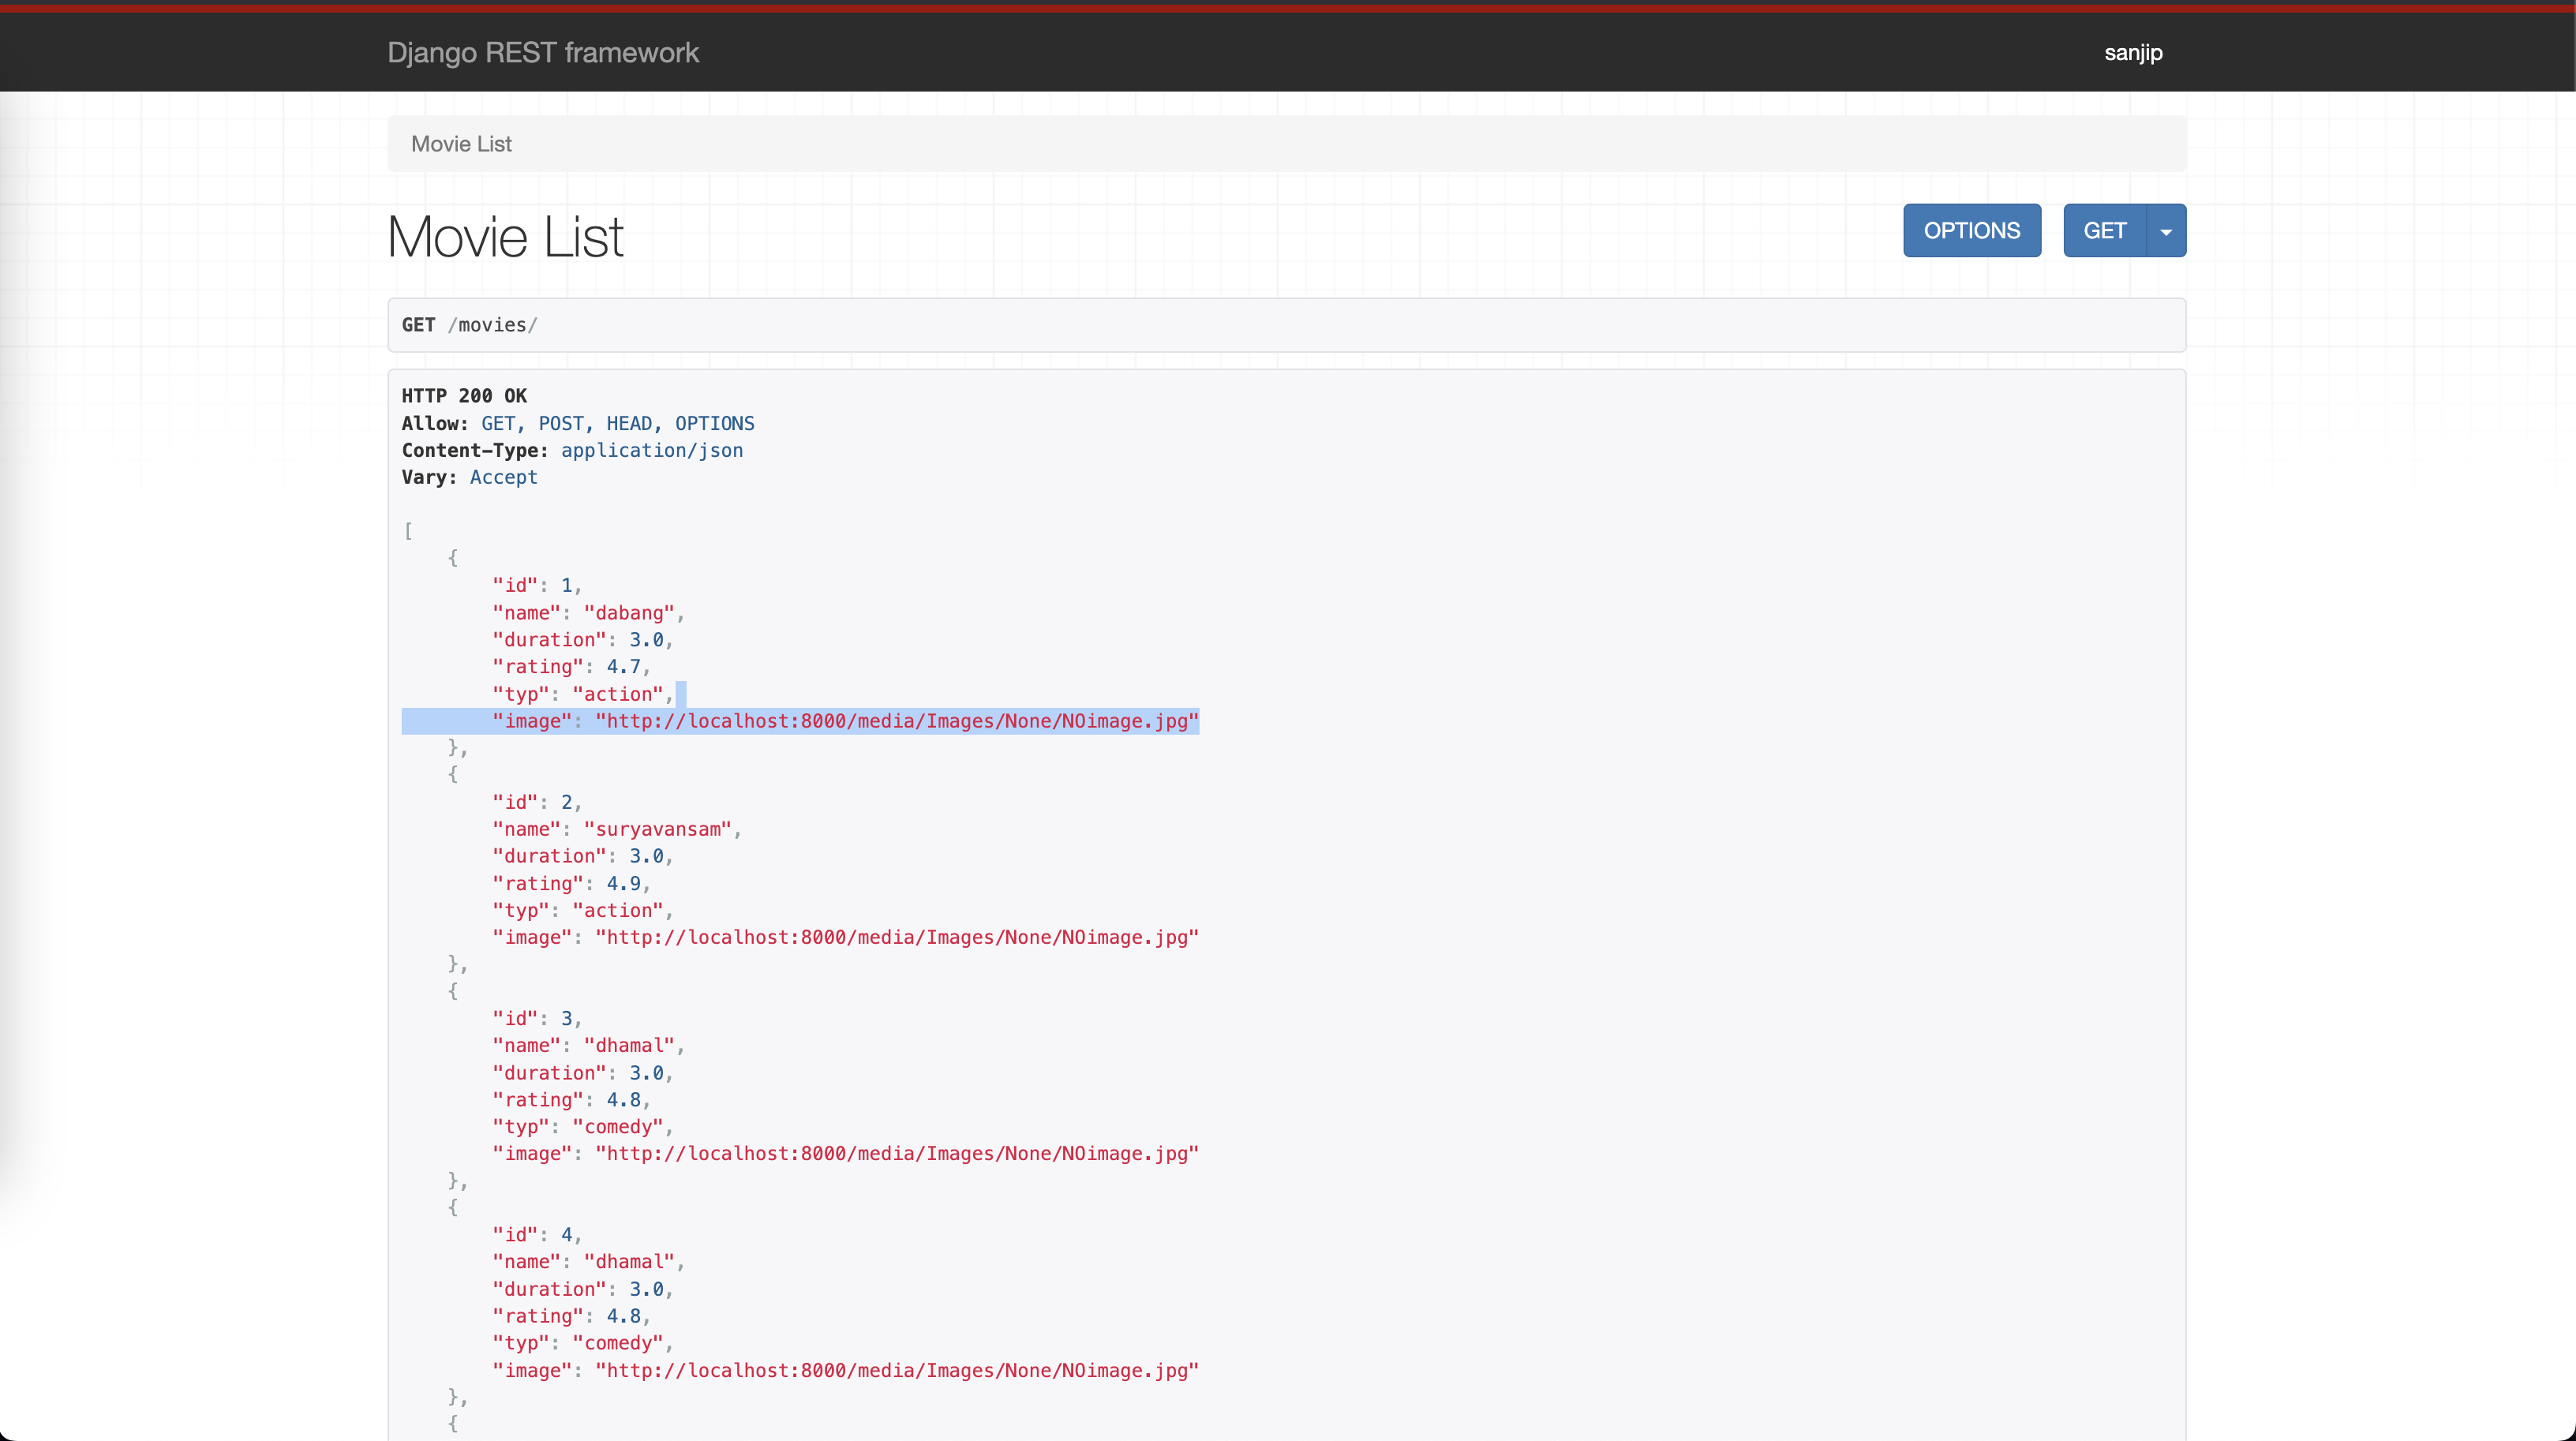 Django REST framework
sanjip
Movie List
Movie List
OPTIONS
GET
GET /movies/
HTTP 200 OK
Allow: GET, POST, HEAD, OPTIONS
Content-Type: application/json
Vary: Accept
[
    {
        "id": 1,
        "name": "dabang",
        "duration": 3.0,
        "rating": 4.7,
        "typ": "action",
        "image": "http://localhost:8000/media/Images/None/NOimage.jpg"
    },
    {
        "id": 2,
        "name": "suryavansam",
        "duration": 3.0,
        "rating": 4.9,
        "typ": "action",
        "image": "http://localhost:8000/media/Images/None/NOimage.jpg"
    },
    {
        "id": 3,
        "name": "dhamal",
        "duration": 3.0,
        "rating": 4.8,
        "typ": "comedy",
        "image": "http://localhost:8000/media/Images/None/NOimage.jpg"
    },
    {
        "id": 4,
        "name": "dhamal",
        "duration": 3.0,
        "rating": 4.8,
        "typ": "comedy",
        "image": "http://localhost:8000/media/Images/None/NOimage.jpg"
    },
    {